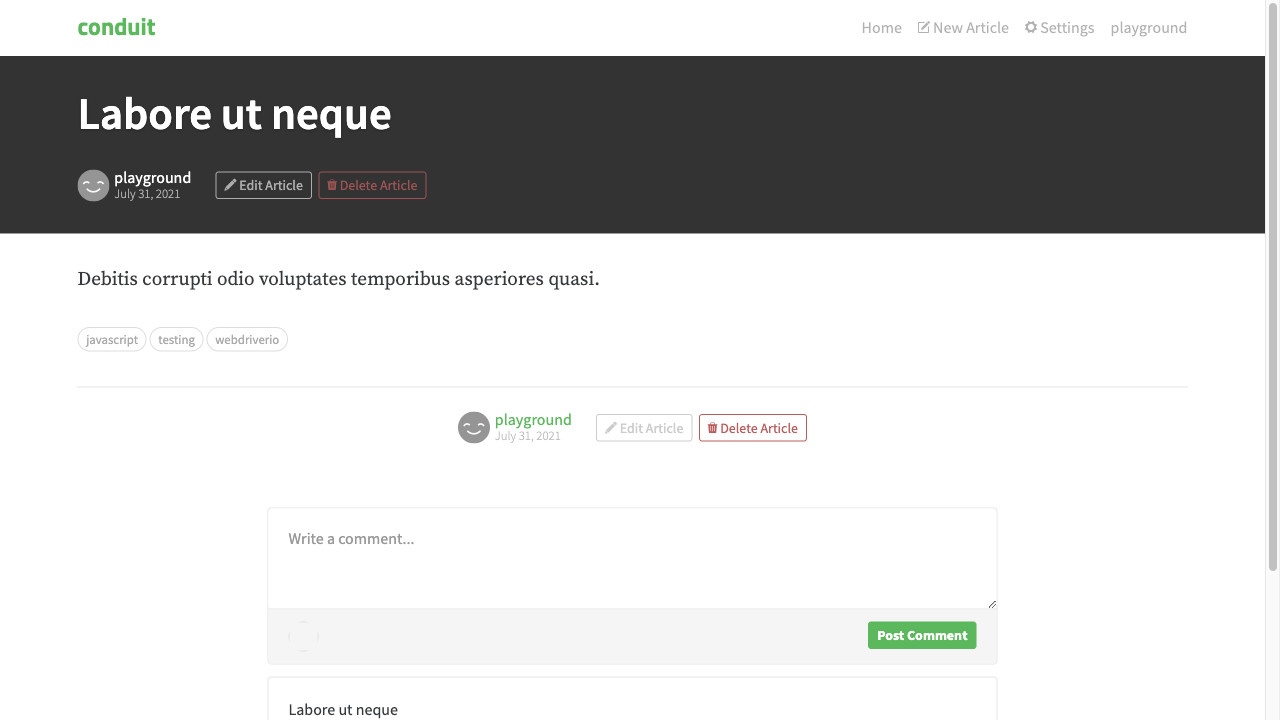 conduit
Home New Article Settings playground
Labore ut neque
playground
July 31, 2021
Edit Article Delete Article
Debitis corrupti odio voluptates temporibus asperiores quasi.
javascript testing webdriverio
playground
July 31, 2021
Edit Article Delete Article
Write a comment...
Post Comment
Labore ut neque